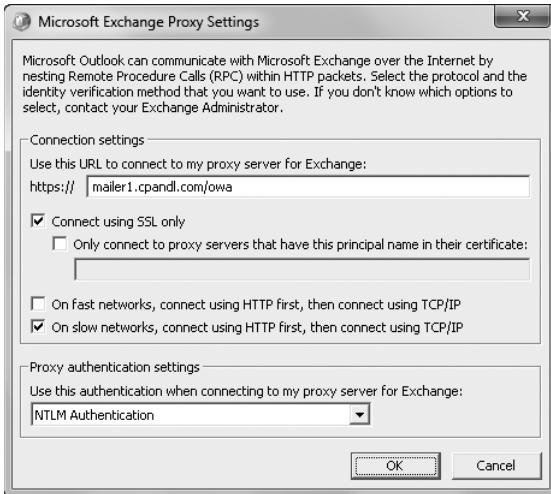 Microsoft Exchange Proxy Settings
Microsoft Outlook can communicate with Microsoft Exchange over the Internet by
nesting Remote Procedure Calls (RPC) within HTTP packets. Select the protocol and the
identity verification method that you want to use. If you don't know which options to
select, contact your Exchange Administrator.
Connection settings
Use this URL to connect to my proxy server for Exchange:
https:// mailer1.cpandl.com/owa
Connect using SSL only
Only connect to proxy servers that have this principal name in their certificate:
On fast networks, connect using HTTP first, then connect using TCP/IP
On slow networks, connect using HTTP first, then connect using TCP/IP
Proxy authentication settings
Use this authentication when connecting to my proxy server for Exchange:
NTLM Authentication
OK Cancel